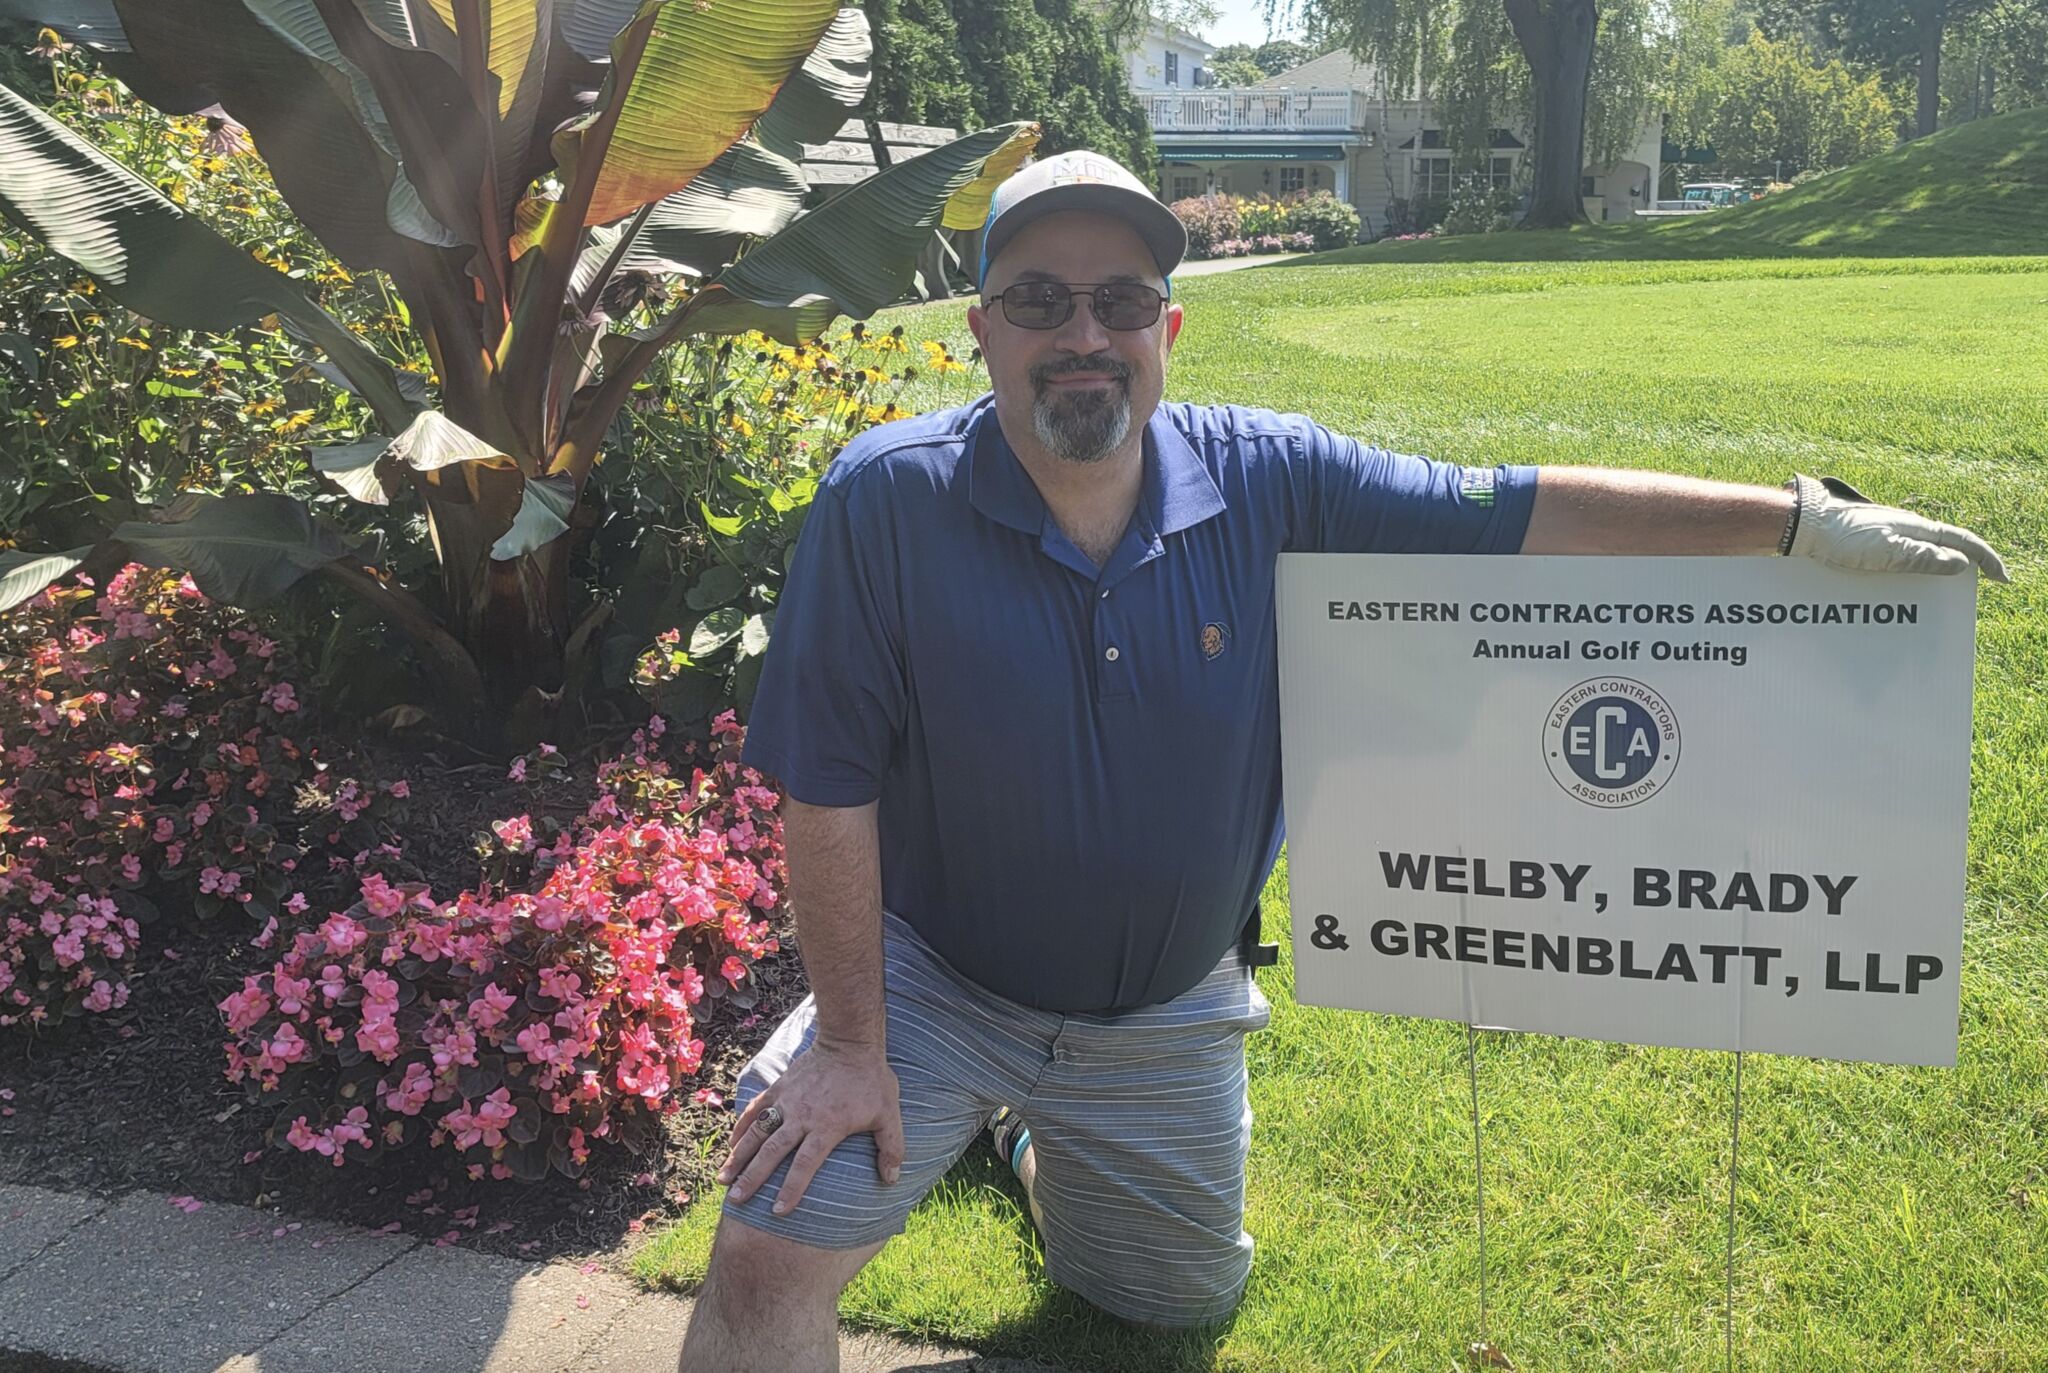 EASTERN CONTRACTORS ASSOCIATION
Annual Golf Outing
EASTERN CONTRACTORS
ECA
ASSOCIATION
WELBY, BRADY
& GREENBLATT, LLP